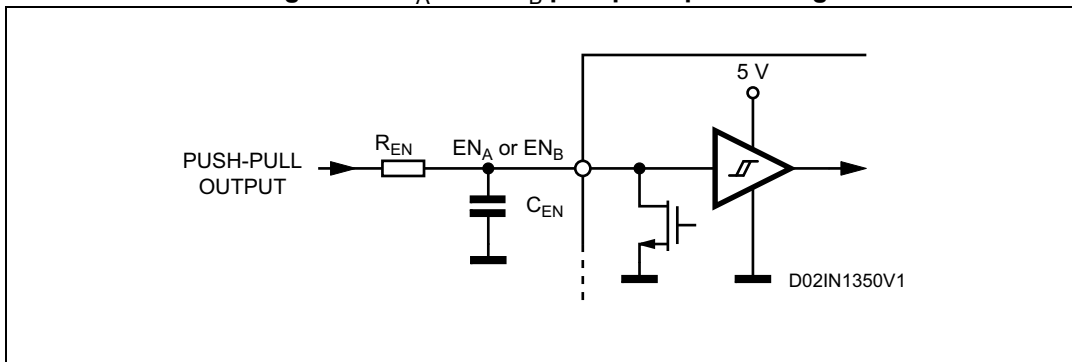 A B
5 V
R_EN EN_A or EN_B
PUSH-PULL
OUTPUT
C_EN
D02IN1350V1